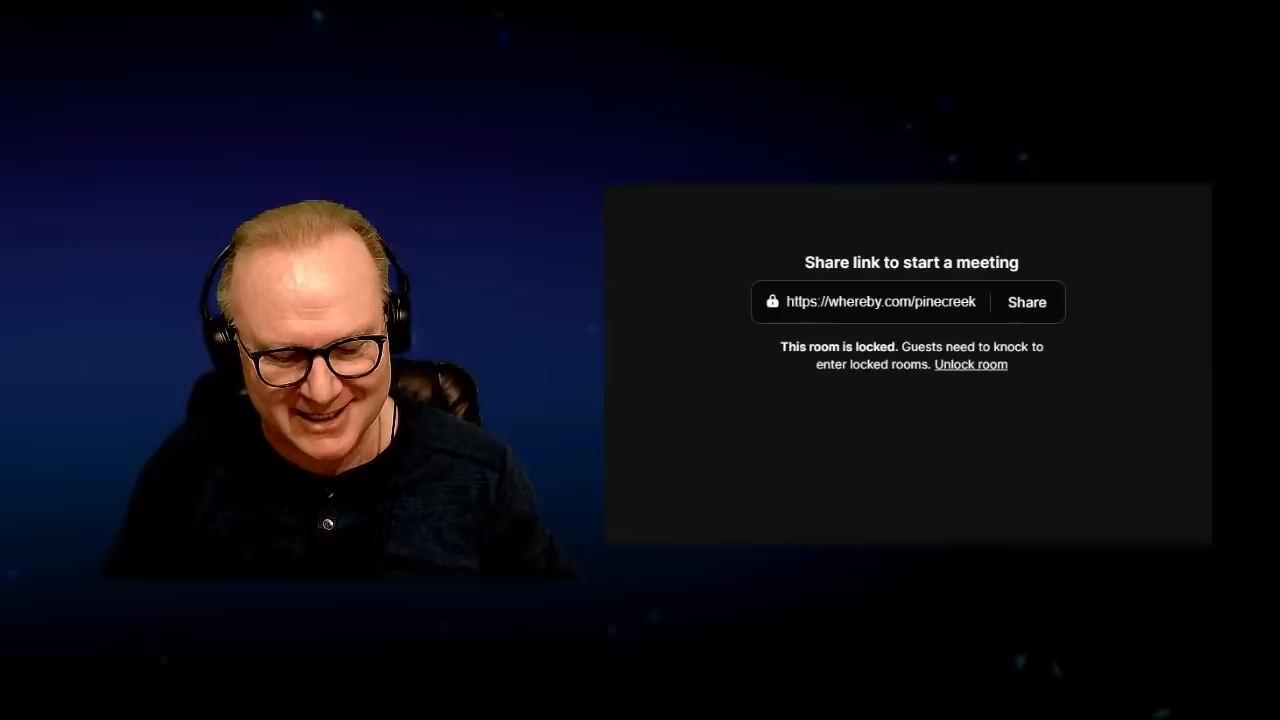 Share link to start a meeting
https://whereby.com/pinecreek Share
This room is locked. Guests need to knock to
enter locked rooms. Unlock room